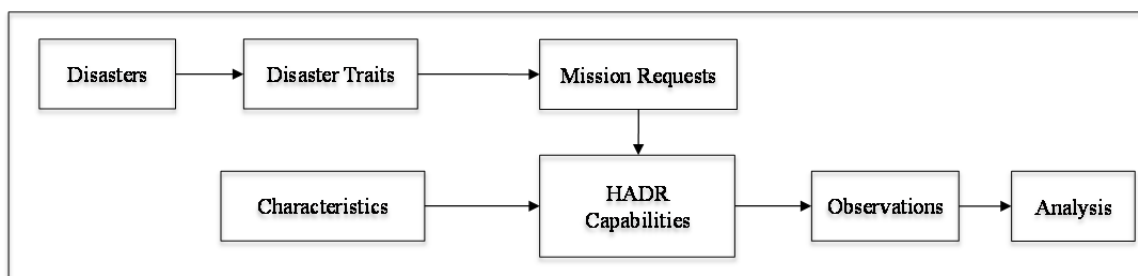 Disasters
Disaster Traits
Mission Requests
Characteristics
HADR
Capabilities
Observations
Analysis